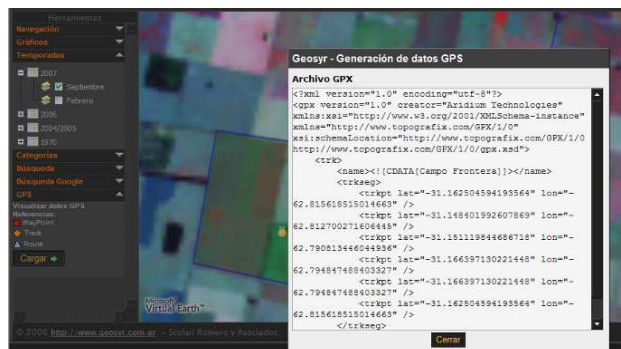 Herramientas
Navegación
Gráficos
Temporadas
2007
Septiembre
Febrero
2006
2004/2005
1970
Categorías
Búsqueda
Búsqueda Google
GPS
Visualizar datos GPS
Referencias:
WayPoint
Track
Route
Cargar
Microsoft
Virtual Earth™
© 2006 http://www.geosyr.com.ar. - Scolari Romero y Asociados.
Geosyr - Generación de datos GPS
Archivo GPX
<?xml version="1.0" encoding="utf-8"?>
<gpx version="1.0" creator="Aridium Technologies"
xmlns:xsi="http://www.w3.org/2001/XMLSchema-instance"
xmlns="http://www.topografix.com/GPX/1/0"
xsi:schemaLocation="http://www.topografix.com/GPX/1/0
http://www.topografix.com/GPX/1/0/gpx.xsd">
<trk>
<name><![CDATA[Campo Frontera]]></name>
<trkseg>
<trkpt lat="-31.162504594193564" lon="-
62.815618515014663" />
<trkpt lat="-31.148401992607869" lon="-
62.812700271606445" />
<trkpt lat="-31.151119844686718" lon="-
62.790813446044936" />
<trkpt lat="-31.166397130221448" lon="-
62.794847488403327" />
<trkpt lat="-31.166397130221448" lon="-
62.794847488403327" />
<trkpt lat="-31.162504594193564" lon="-
62.815618515014663" />
</trkseg>
Cerrar